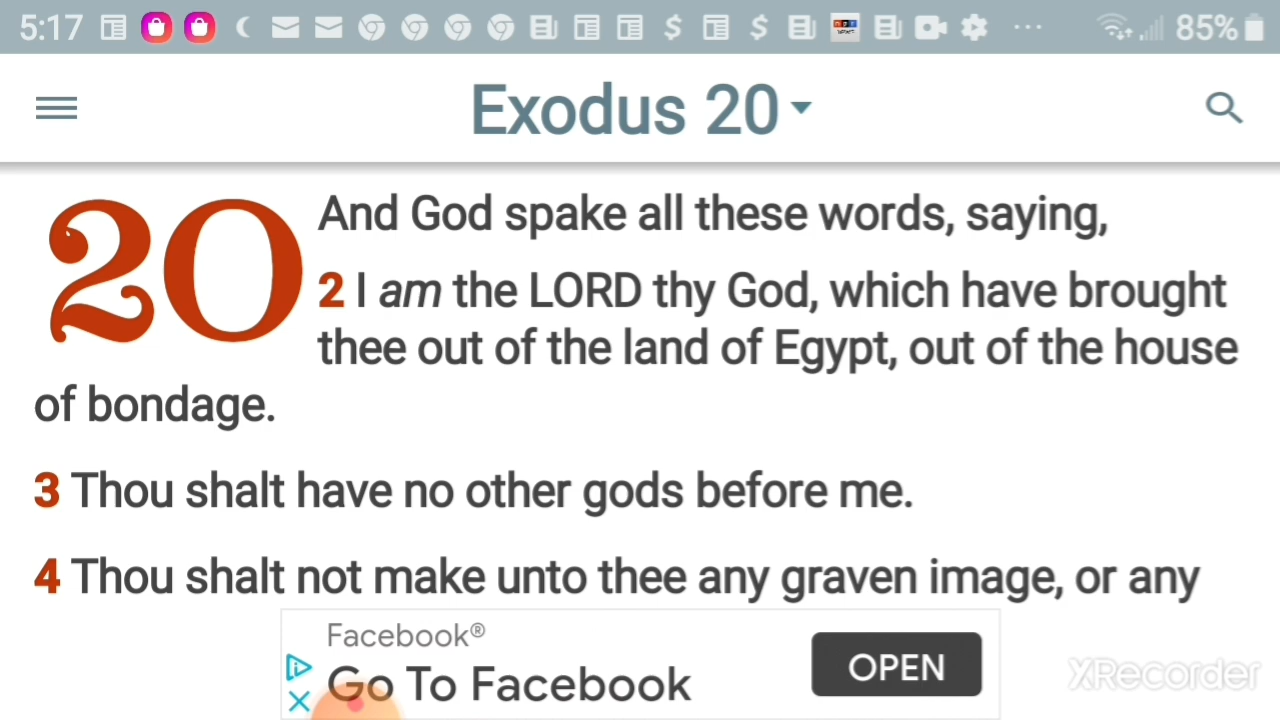 5:17 85%
Exodus 20
20 And God spake all these words, saying,
2 I am the LORD thy God, which have brought
thee out of the land of Egypt, out of the house
of bondage.
3 Thou shalt have no other gods before me.
4 Thou shalt not make unto thee any graven image, or any
Facebook®
Go To Facebook
OPEN
XRecorder